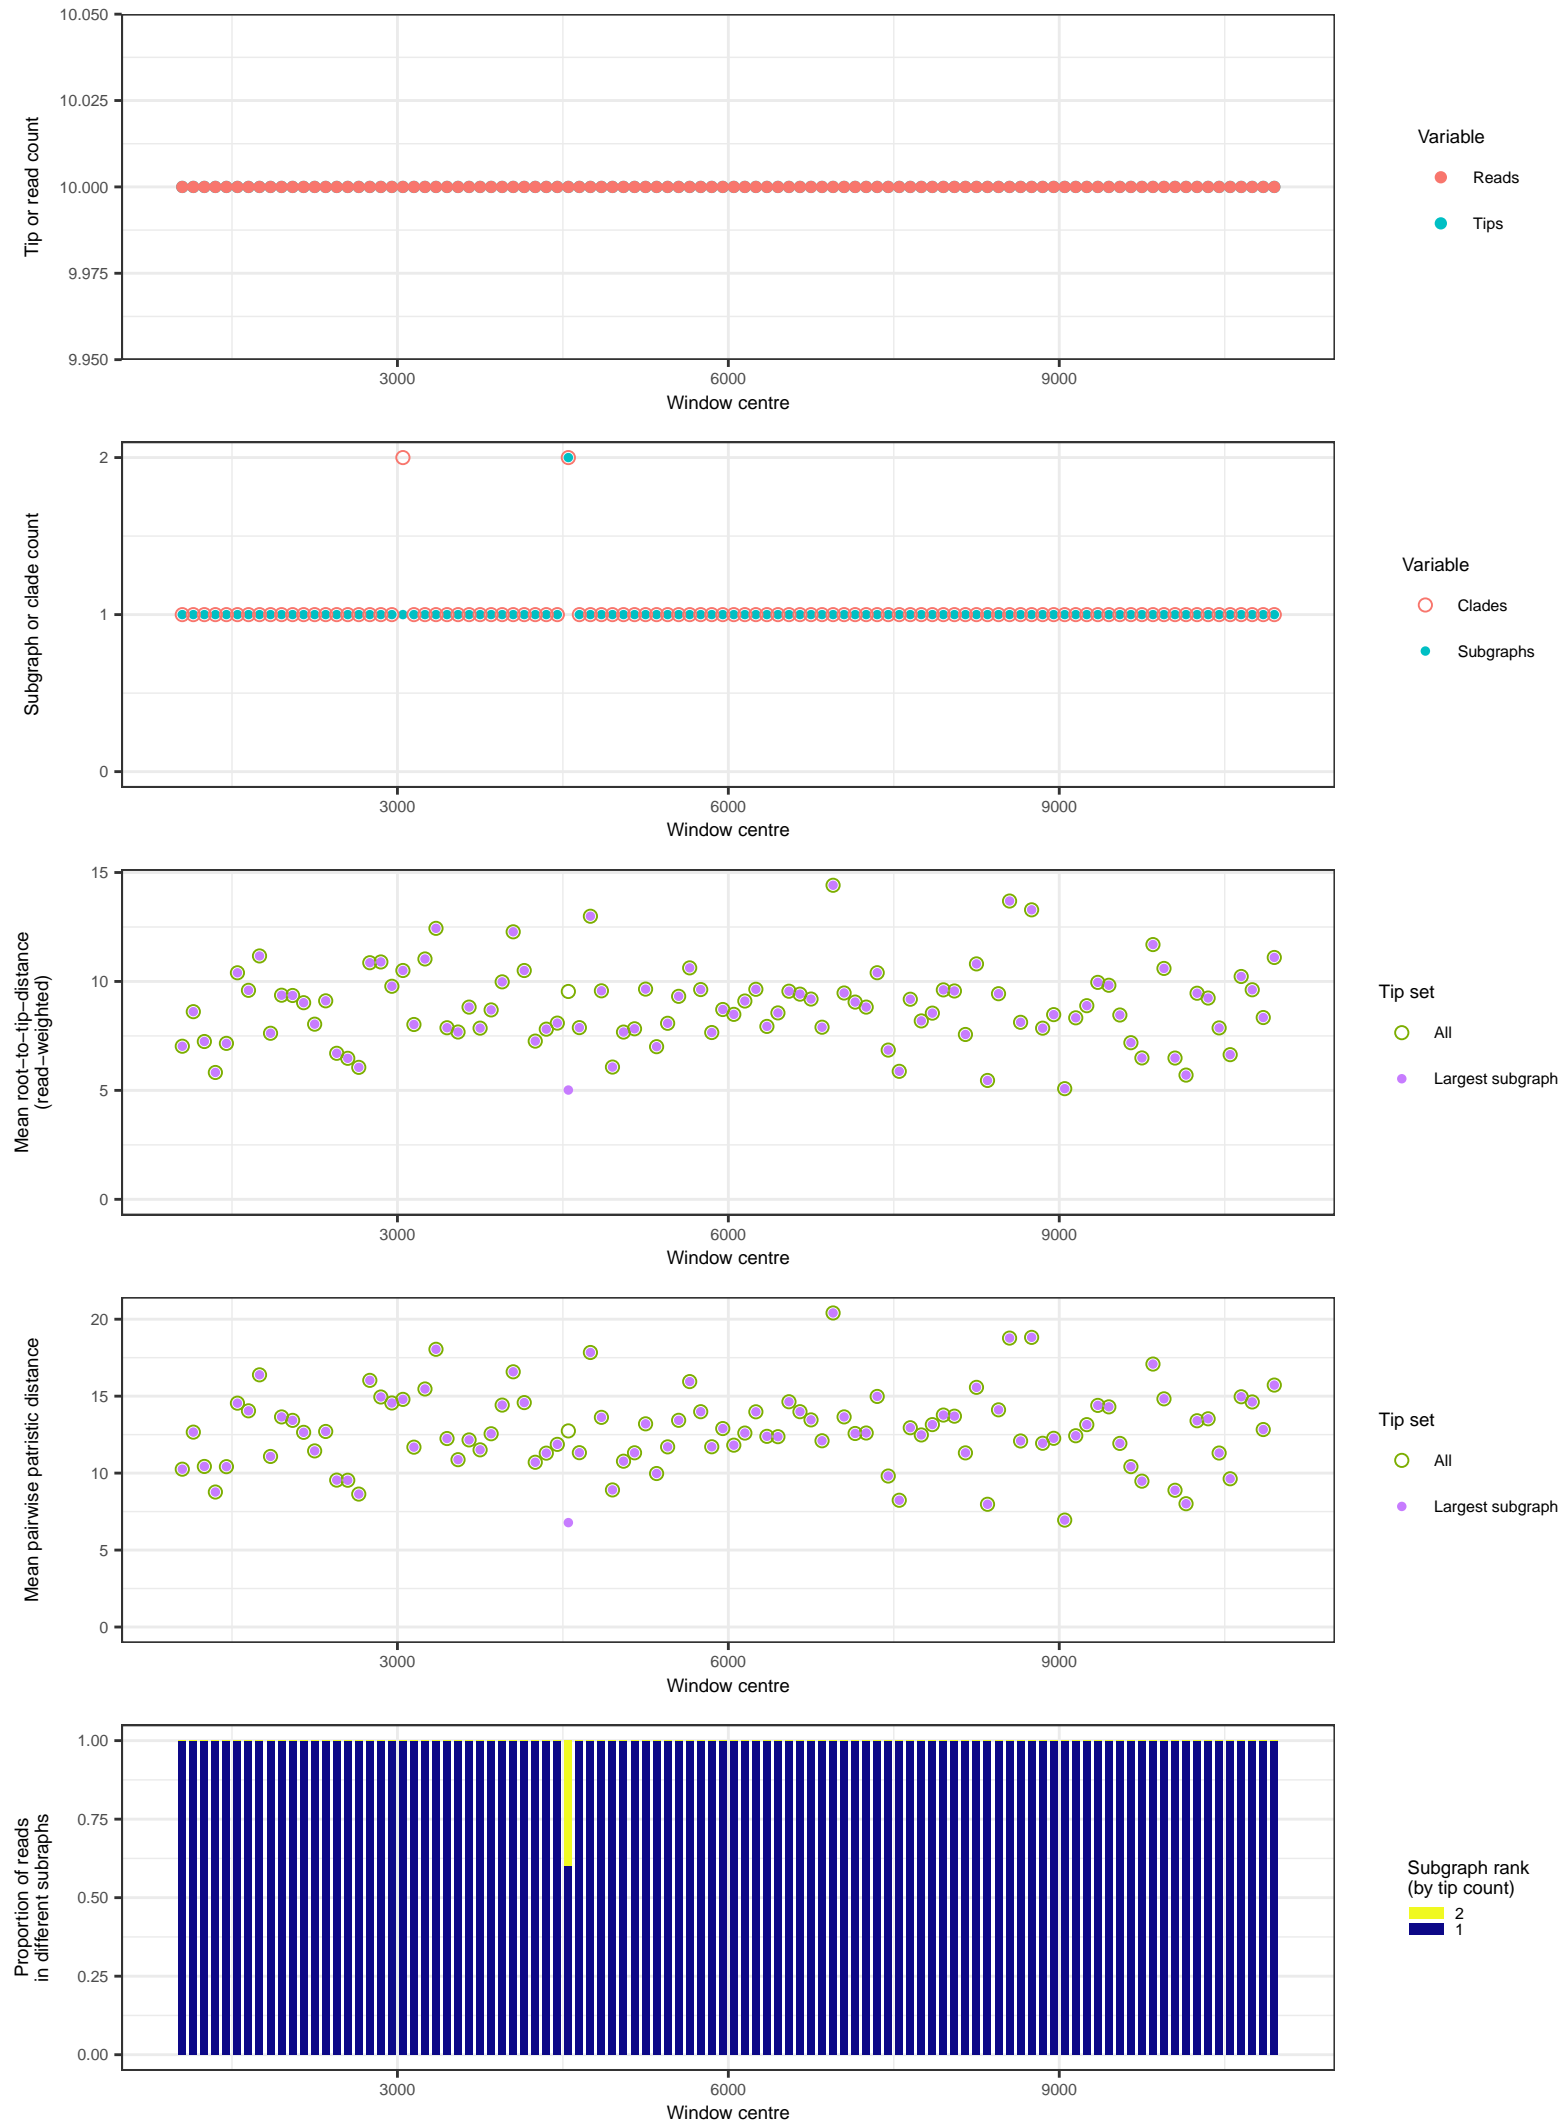 10.050
10.025
10.000
9.975
9.950
Tip or read count
3000 6000 9000
Window centre
Variable
Reads
Tips
2
1
0
Subgraph or clade count
3000 6000 9000
Window centre
Variable
Clades
Subgraphs
15
10
5
0
Mean root−to−tip−distance
(read−weighted)
3000 6000 9000
Window centre
Tip set
All
Largest subgraph
20
15
10
5
0
Mean pairwise patristic distance
3000 6000 9000
Window centre
Tip set
All
Largest subgraph
1.00
0.75
0.50
0.25
0.00
Proportion of reads
in different subraphs
3000 6000 9000
Window centre
Subgraph rank
(by tip count)
2
1